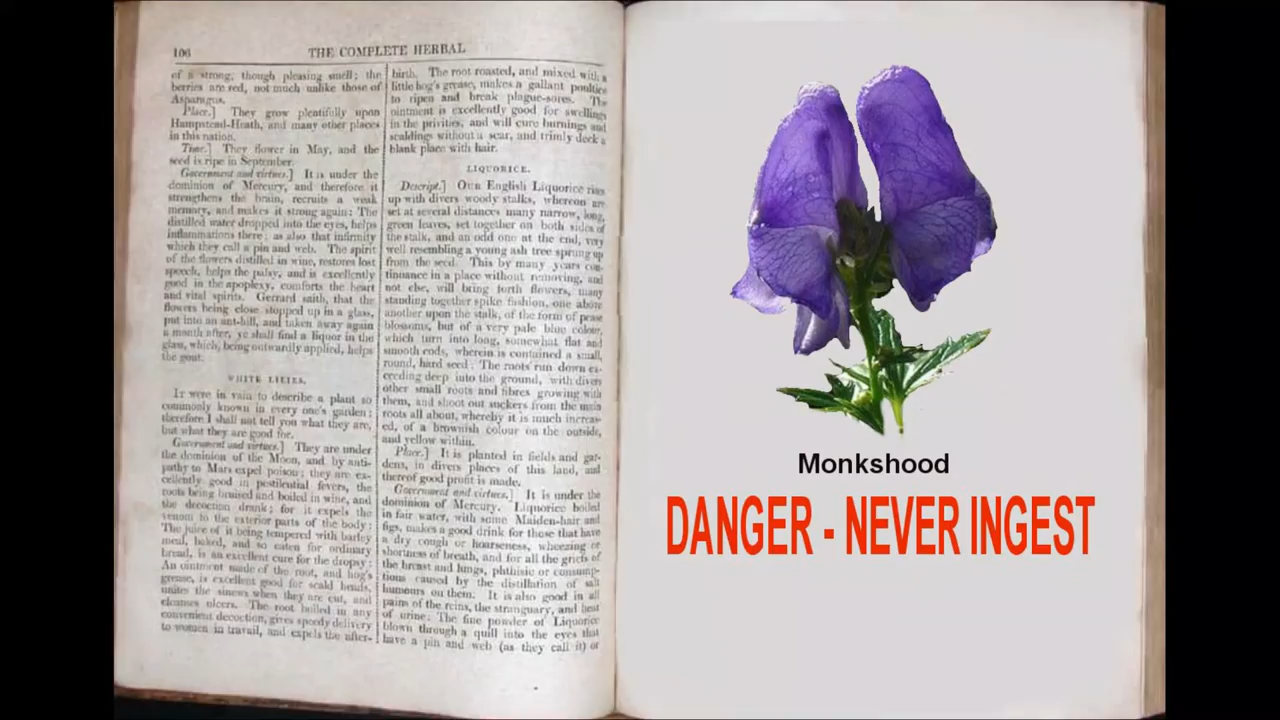 106
THE COMPLETE HERBAL
of a strong, though pleasing smell; the
berries are red, not much unlike those of
Asparagus.
Place.] They grow plentifully upon
Hampstead-Heath, and many other places
in this nation.
Time.] They flower in May, and the
seed is ripe in September.
Government and virtues.] It is under the
dominion of Mercury, and therefore it
strengthens the brain, recruits a weak
memory, and makes it strong again: The
distilled water dropped into the eyes, helps
inflammations there; as also that infirmity
which they call a pin and web. The spirit
of the flowers distilled in wine, restores lost
speech, helps the palsy, and is excellently
good in the apoplexy, comforts the heart
and vital spirits. Gerrard saith, that the
flowers being close stopped up in a glass,
put into an ant-hill, and taken away again
a month after, ye shall find a liquor in the
glass, which, being outwardly applied, helps
the gout.
WHITE LILIES.
It were in vain to describe a plant so
commonly known in every one's garden;
therefore I shall not tell you what they are,
but what they are good for.
Government and virtues.] They are under
the dominion of the Moon, and by anti-
pathy to Mars expel poison; they are ex-
cellently good in pestilential fevers, the
roots being bruised and boiled in wine, and
the decoction drank; for it expels the
venom to the exterior parts of the body:
The juice of it being tempered with barley
meal, baked, and so eaten for ordinary
bread, is an excellent cure for the dropsy:
An ointment made of the root, and hog's
grease, is excellent good for scald heads,
unites the sinews when they are cut, and
cleanses ulcers. The root boiled in any
convenient decoction, gives speedy delivery
to women in travail, and expels the after-
birth. The root roasted, and mixed with a
little hog's grease, makes a gallant poultice
to ripen and break plague-sores. The
ointment is excellently good for swellings
in the privities, and will cure burnings and
scaldings without a scar, and trimly deck a
blank place with hair.
LIQUORICE.
Descript.] Our English Liquorice rises
up with divers woody stalks, whereon are
set at several distances many narrow, long,
green leaves, set together on both sides of
the stalk, and an odd one at the end, very
well resembling a young ash tree sprung up
from the seed. This by many years con-
tinuance in a place without removing, and
not else, will bring forth flowers, many
standing together spike fashion, one above
another upon the stalk, of the form of pease
blossoms, but of a very pale blue colour,
which turn into long, somewhat flat and
smooth cods, wherein is contained a small,
round, hard seed: The roots run down ex-
ceeding deep into the ground, with divers
other small roots and fibres growing with
them, and shoot out suckers from the main
roots all about, whereby it is much increas-
ed, of a brownish colour on the outside,
and yellow within.
Place.] It is planted in fields and gar-
dens, in divers places of this land, and
thereof good profit is made.
Government and virtues.] It is under the
dominion of Mercury. Liquorice boiled
in fair water, with some Maiden-hair and
figs, makes a good drink for those that have
a dry cough or hoarseness, wheezing or
shortness of breath, and for all the griefs of
the breast and lungs, phthisic or consump-
tions caused by the distillation of salt
humours on them. It is also good in all
pains of the reins, the stranguary, and heat
of urine: The fine powder of Liquorice
blown through a quill into the eyes that
have a pin and web (as they call it) or
Monkshood
DANGER - NEVER INGEST